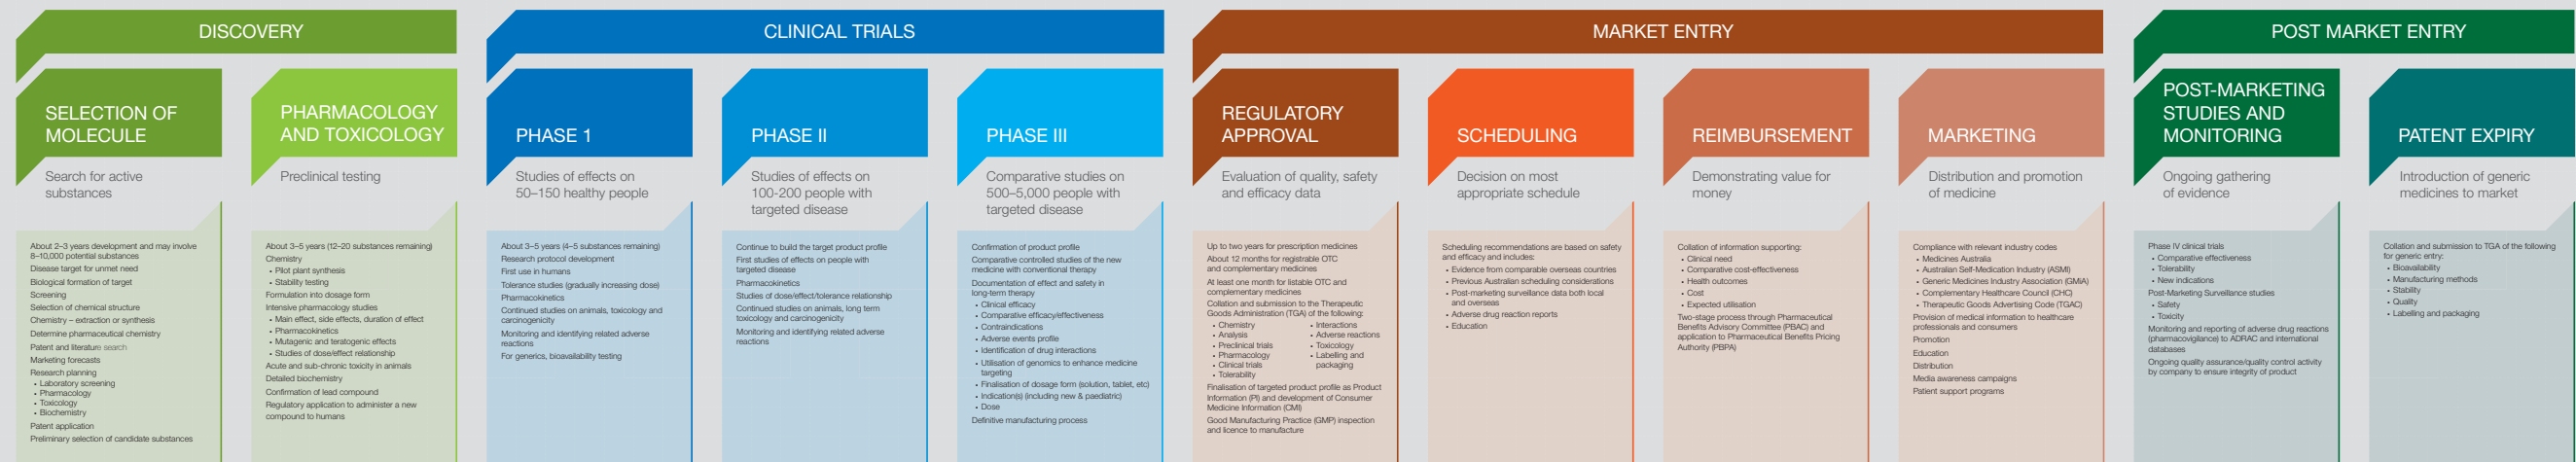 DISCOVERY
SELECTION OF
MOLECULE
Search for active
substances
About 2–3 years development and may involve
8–10,000 potential substances
Disease target for unmet need
Biological formation of target
Screening
Selection of chemical structure
Chemistry – extraction or synthesis
Determine pharmaceutical chemistry
Patent and literature search
Marketing forecasts
Research planning
• Laboratory screening
• Pharmacology
• Toxicology
• Biochemistry
Patent application
Preliminary selection of candidate substances
PHARMACOLOGY
AND TOXICOLOGY
Preclinical testing
About 3–5 years (12–20 substances remaining)
Chemistry
• Pilot plant synthesis
• Stability testing
Formulation into dosage form
Intensive pharmacology studies
• Main effect, side effects, duration of effect
• Pharmacokinetics
• Mutagenic and teratogenic effects
• Studies of dose/effect relationship
Acute and sub-chronic toxicity in animals
Detailed biochemistry
Confirmation of lead compound
Regulatory application to administer a new
compound to humans
CLINICAL TRIALS
PHASE 1
Studies of effects on
50–150 healthy people
About 3–5 years (4–5 substances remaining)
Research protocol development
First use in humans
Tolerance studies (gradually increasing dose)
Pharmacokinetics
Continued studies on animals, toxicology and
carcinogenicity
Monitoring and identifying related adverse
reactions
For generics, bioavailability testing
PHASE II
Studies of effects on
100-200 people with
targeted disease
Continue to build the target product profile
First studies of effects on people with
targeted disease
Pharmacokinetics
Studies of dose/effect/tolerance relationship
Continued studies on animals, long term
toxicology and carcinogenicity
Monitoring and identifying related adverse
reactions
PHASE III
Comparative studies on
500–5,000 people with
targeted disease
Confirmation of product profile
Comparative controlled studies of the new
medicine with conventional therapy
Documentation of effect and safety in
long-term therapy
• Clinical efficacy
• Comparative efficacy/effectiveness
• Contraindications
• Adverse events profile
• Identification of drug interactions
• Utilisation of genomics to enhance medicine
targeting
• Finalisation of dosage form (solution, tablet, etc)
• Indication(s) (including new & paediatric)
• Dose
Definitive manufacturing process
MARKET ENTRY
REGULATORY
APPROVAL
Evaluation of quality, safety
and efficacy data
Up to two years for prescription medicines
About 12 months for registrable OTC
and complementary medicines
At least one month for listable OTC and
complementary medicines
Collation and submission to the Therapeutic
Goods Administration (TGA) of the following:
• Chemistry
• Analysis
• Preclinical trials
• Pharmacology
• Clinical trials
• Tolerability
• Interactions
• Adverse reactions
• Toxicology
• Labelling and
packaging
Finalisation of targeted product profile as Product
Information (PI) and development of Consumer
Medicine Information (CMI)
Good Manufacturing Practice (GMP) inspection
and licence to manufacture
SCHEDULING
Decision on most
appropriate schedule
Scheduling recommendations are based on safety
and efficacy and includes:
• Evidence from comparable overseas countries
• Previous Australian scheduling considerations
• Post-marketing surveillance data both local
and overseas
• Adverse drug reaction reports
• Education
REIMBURSEMENT
Demonstrating value for
money
Collation of information supporting:
• Clinical need
• Comparative cost-effectiveness
• Health outcomes
• Cost
• Expected utilisation
Two-stage process through Pharmaceutical
Benefits Advisory Committee (PBAC) and
application to Pharmaceutical Benefits Pricing
Authority (PBPA)
MARKETING
Distribution and promotion
of medicine
Compliance with relevant industry codes
• Medicines Australia
• Australian Self-Medication Industry (ASMI)
• Generic Medicines Industry Association (GMiA)
• Complementary Healthcare Council (CHC)
• Therapeutic Goods Advertising Code (TGAC)
Provision of medical information to healthcare
professionals and consumers
Promotion
Education
Distribution
Media awareness campaigns
Patient support programs
POST MARKET ENTRY
POST-MARKETING
STUDIES AND
MONITORING
Ongoing gathering
of evidence
Phase IV clinical trials
• Comparative effectiveness
• Tolerability
• New indications
Post-Marketing Surveillance studies
• Safety
• Toxicity
Monitoring and reporting of adverse drug reactions
(pharmacovigilance) to ADRAC and international
databases
Ongoing quality assurance/quality control activity
by company to ensure integrity of product
PATENT EXPIRY
Introduction of generic
medicines to market
Collation and submission to TGA of the following
for generic entry:
• Bioavailability
• Manufacturing methods
• Stability
• Quality
• Labelling and packaging